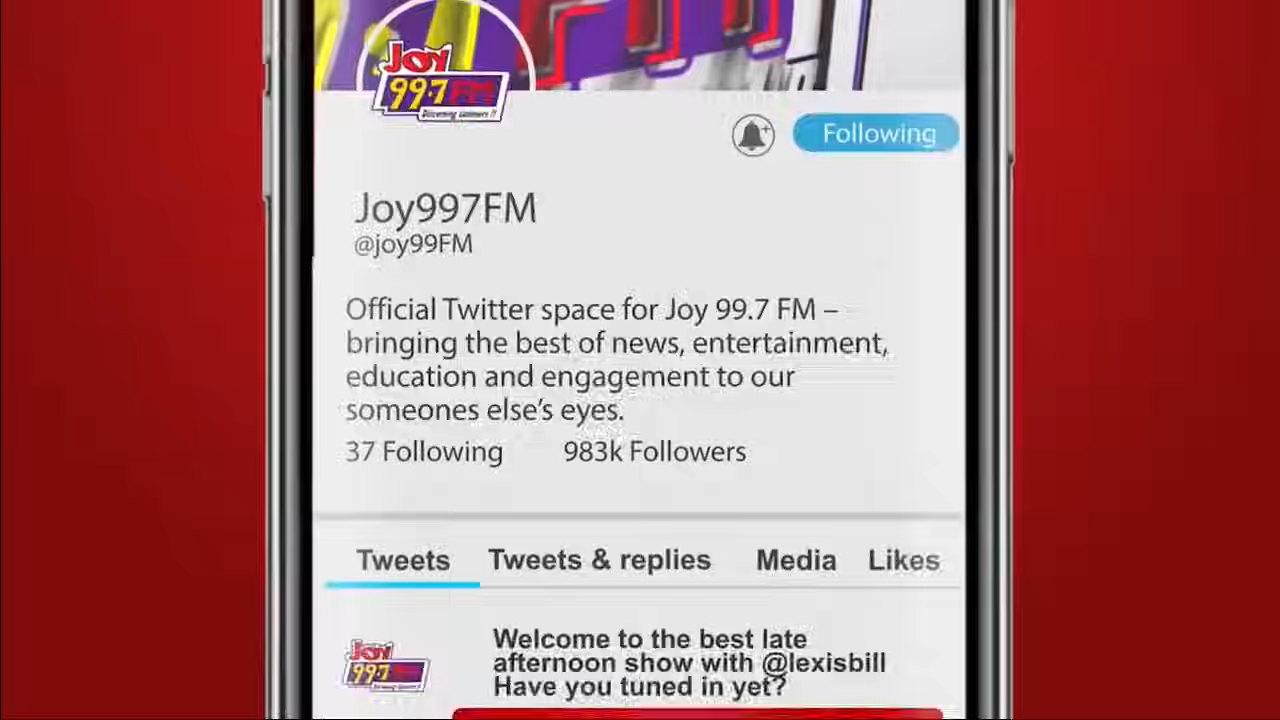 Joy
99.7 FM
Discerning Listeners !!
Following
Joy997FM
@joy99FM
Official Twitter space for Joy 99.7 FM –
bringing the best of news, entertainment,
education and engagement to our
someones else's eyes.
37 Following 983k Followers
Tweets Tweets & replies Media Likes
Joy
99.7 FM
Welcome to the best late
afternoon show with @lexisbill
Have you tuned in yet?